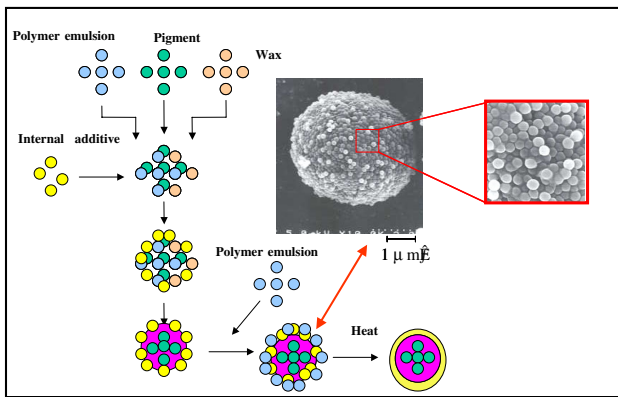 Polymer emulsion
Pigment
Wax
Internal additive
Polymer emulsion
1 μ m
Heat